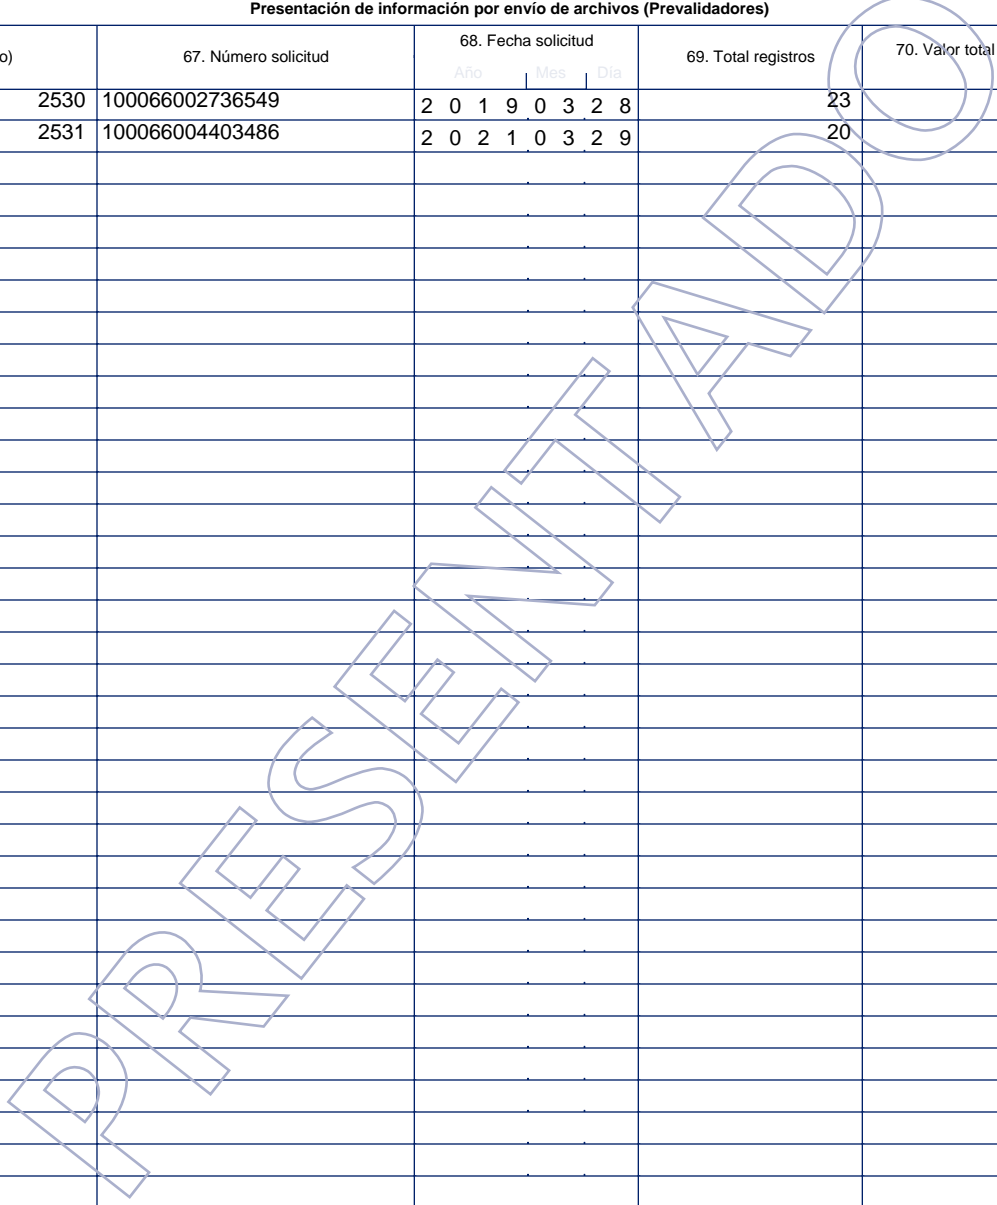 Presentación de información por envío de archivos (Prevalidadores)
o) 67. Número solicitud 68. Fecha solicitud 69. Total registros 70. Valor total
Año Mes Día
2530 100066002736549 2 0 1 9 0 3 2 8 23
2531 100066004403486 2 0 2 1 0 3 2 9 20
PRESENTADO